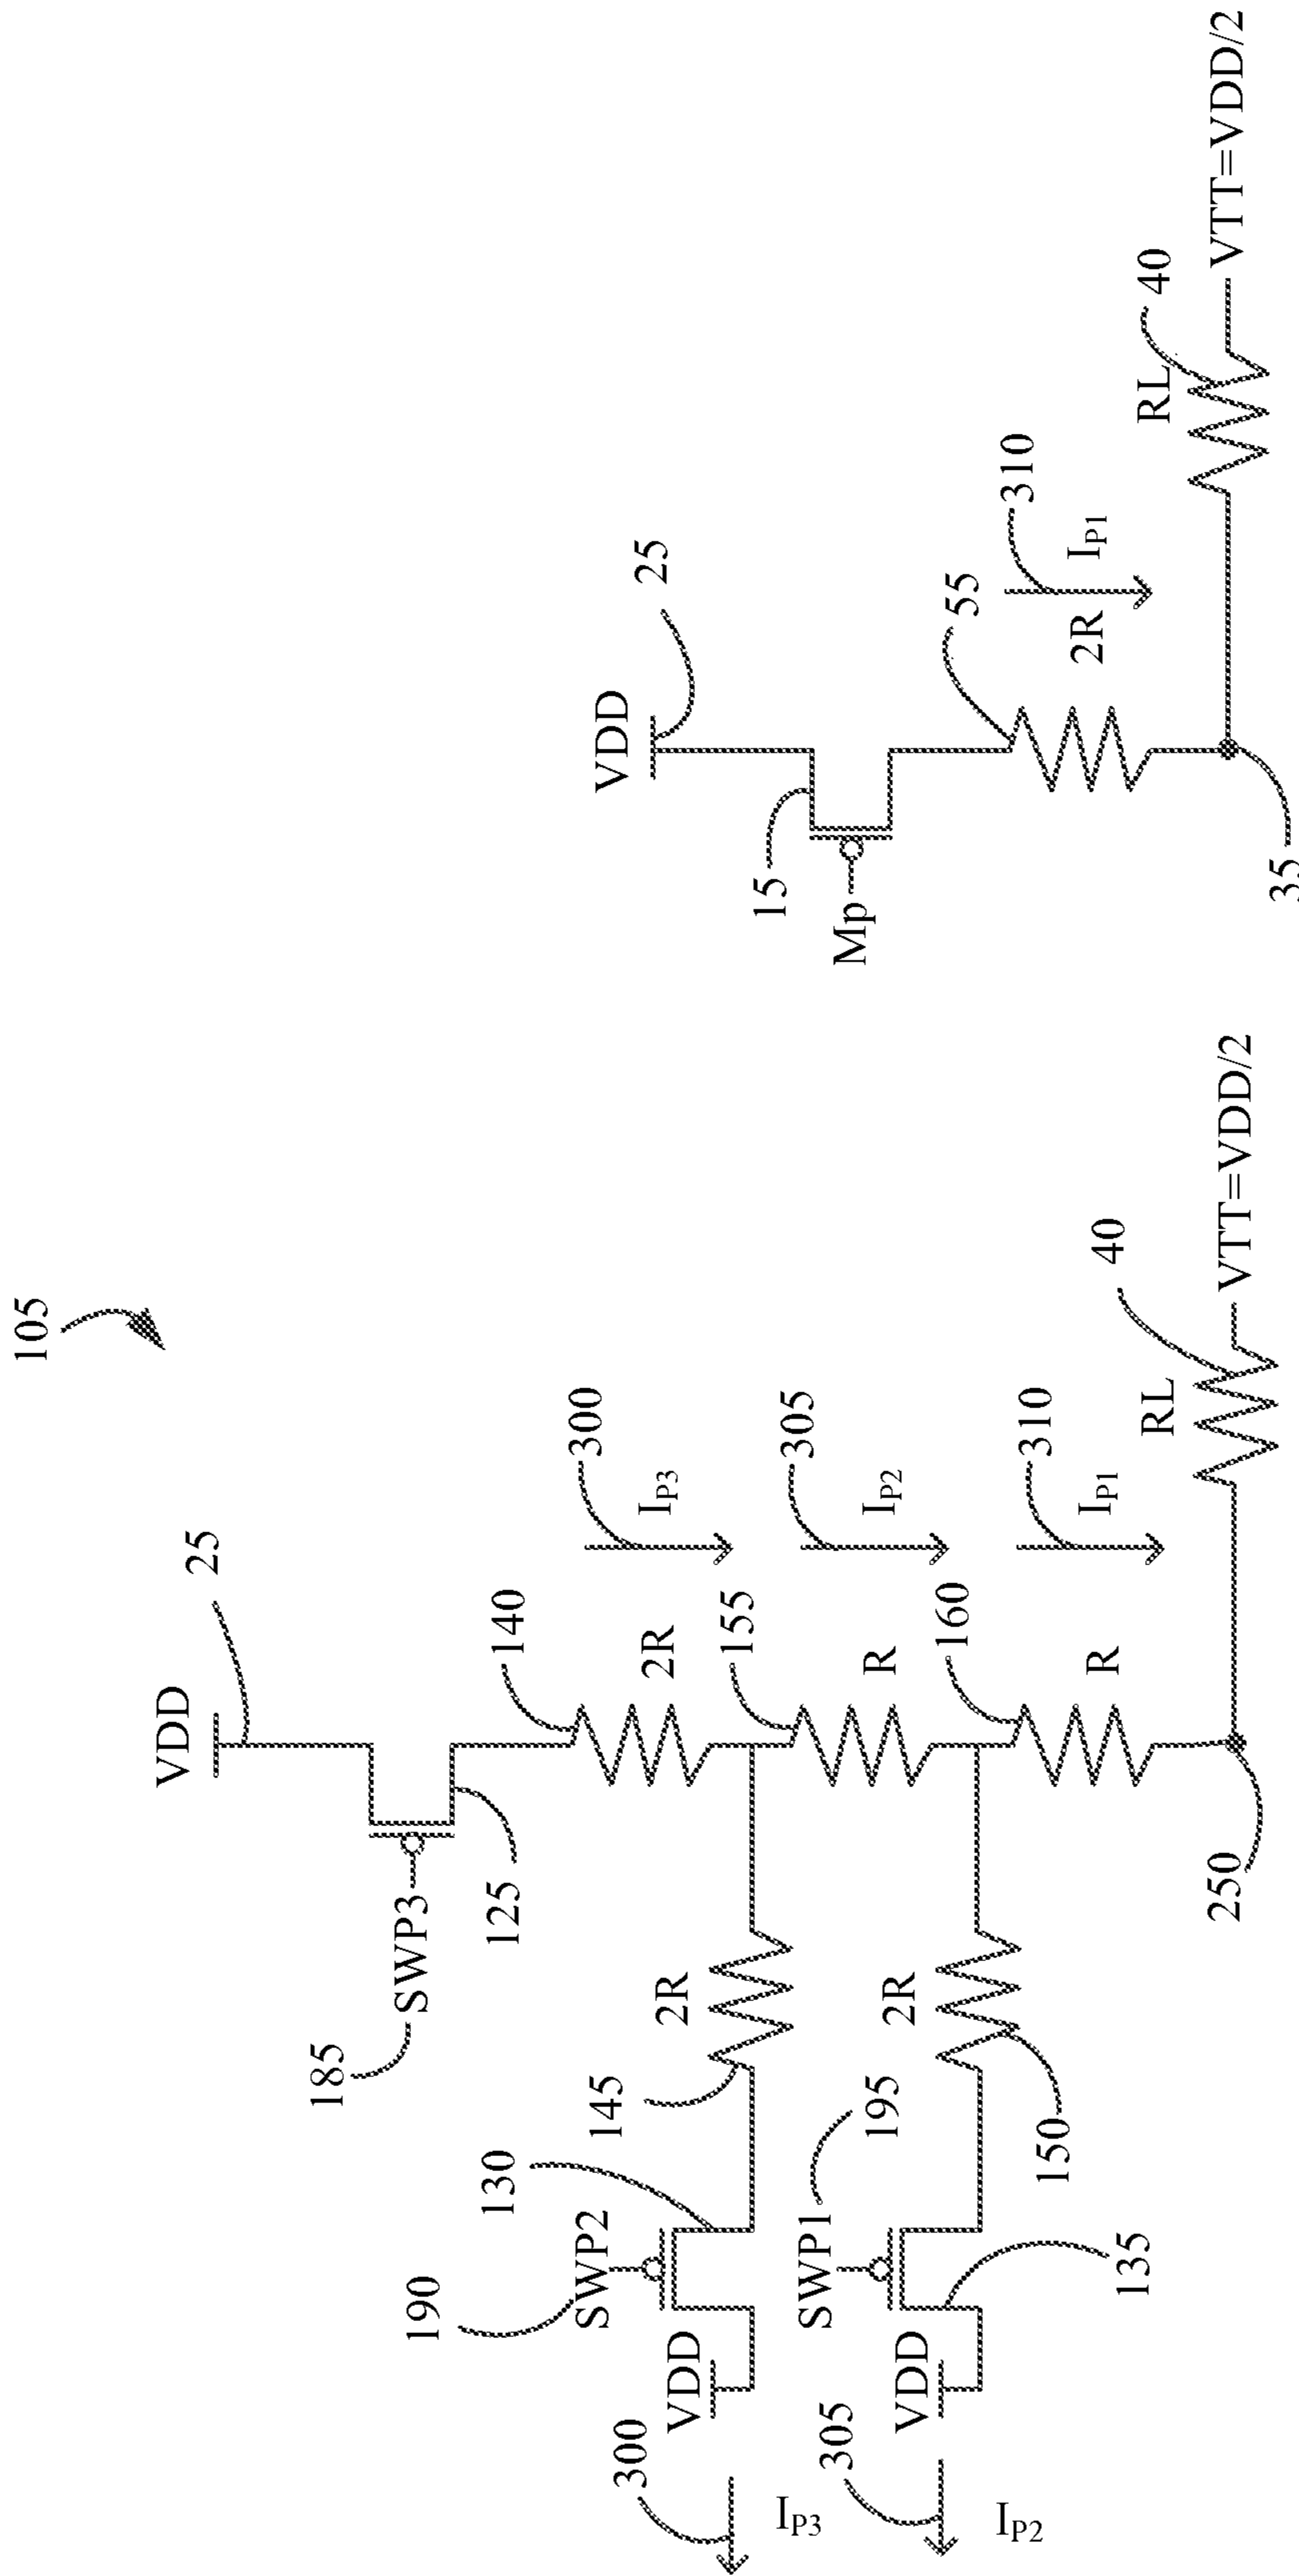 105
VDD
25
SWP3
185
125
140
2R
300
IP3
190
SWP2
130
VDD
145
2R
155
R
305
IP2
300
IP3
SWP1
195
VDD
135
2R
150
160
R
310
IP1
305
IP2
250
RL
40
VTT=VDD/2
VDD
25
15
Mp
55
2R
310
IP1
35
RL
40
VTT=VDD/2